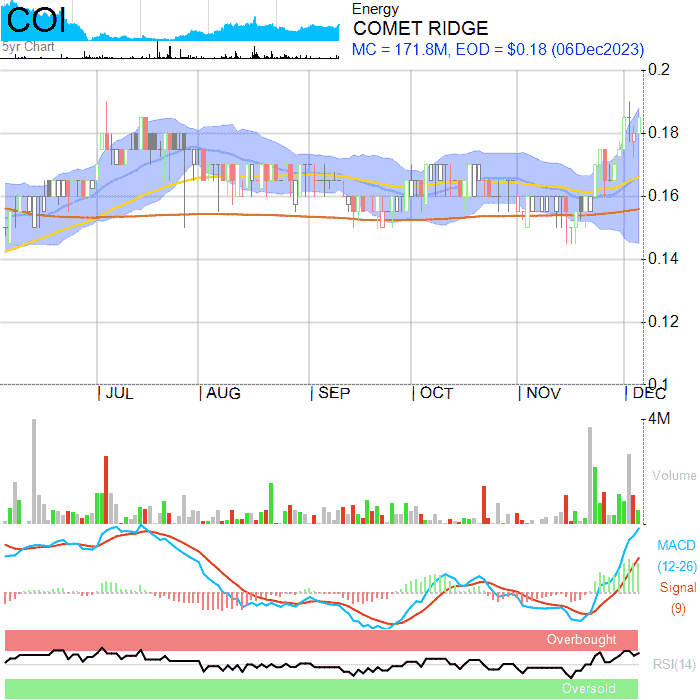 COI
5yr Chart
Energy
COMET RIDGE
MC = 171.8M, EOD = $0.18 (06Dec2023)
0.2
0.18
0.16
0.14
0.12
0.1
JUL AUG SEP OCT NOV DEC
4M
Volume
MACD
(12-26)
Signal
(9)
Overbought
RSI(14)
Oversold